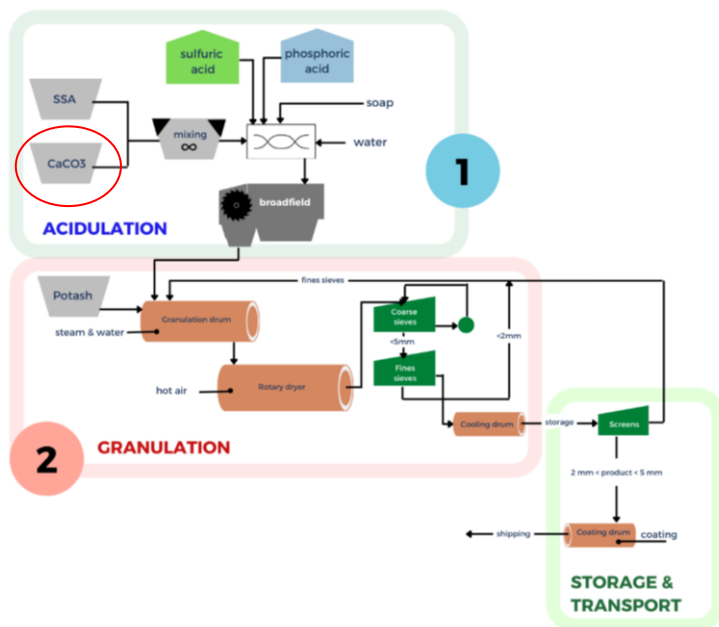 sulfuric
acid
phosphoric
acid
SSA
soap
mixing
∞
water
CaCO3
1
broadfield
ACIDULATION
fines sieves
Potash
Granulation drum
Coarse
sieves
steam & water
<5mm
<2mm
Fines
sieves
hot air
Rotary dryer
Cooling drum
storage
Screens
2
GRANULATION
2 mm < product < 5 mm
shipping
Coating drum
coating
STORAGE &
TRANSPORT